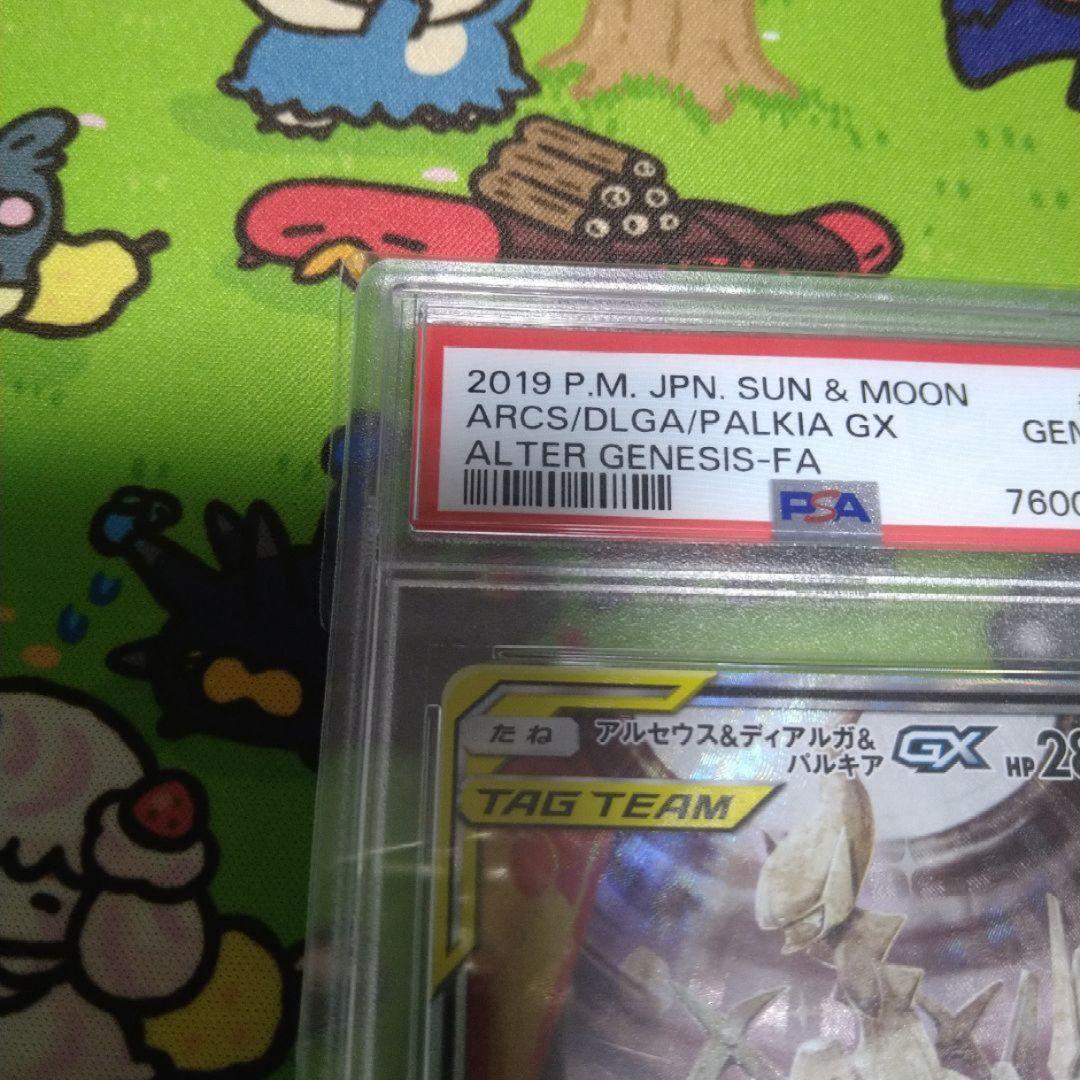 2019 P.M. JPN. SUN & MOON
ARCS/DLGA/PALKIA GX
GEM
ALTER GENESIS-FA
PSA
7600
たね
アルセウス&ディアルガ&
パルキア
GX
HP28
TAG TEAM